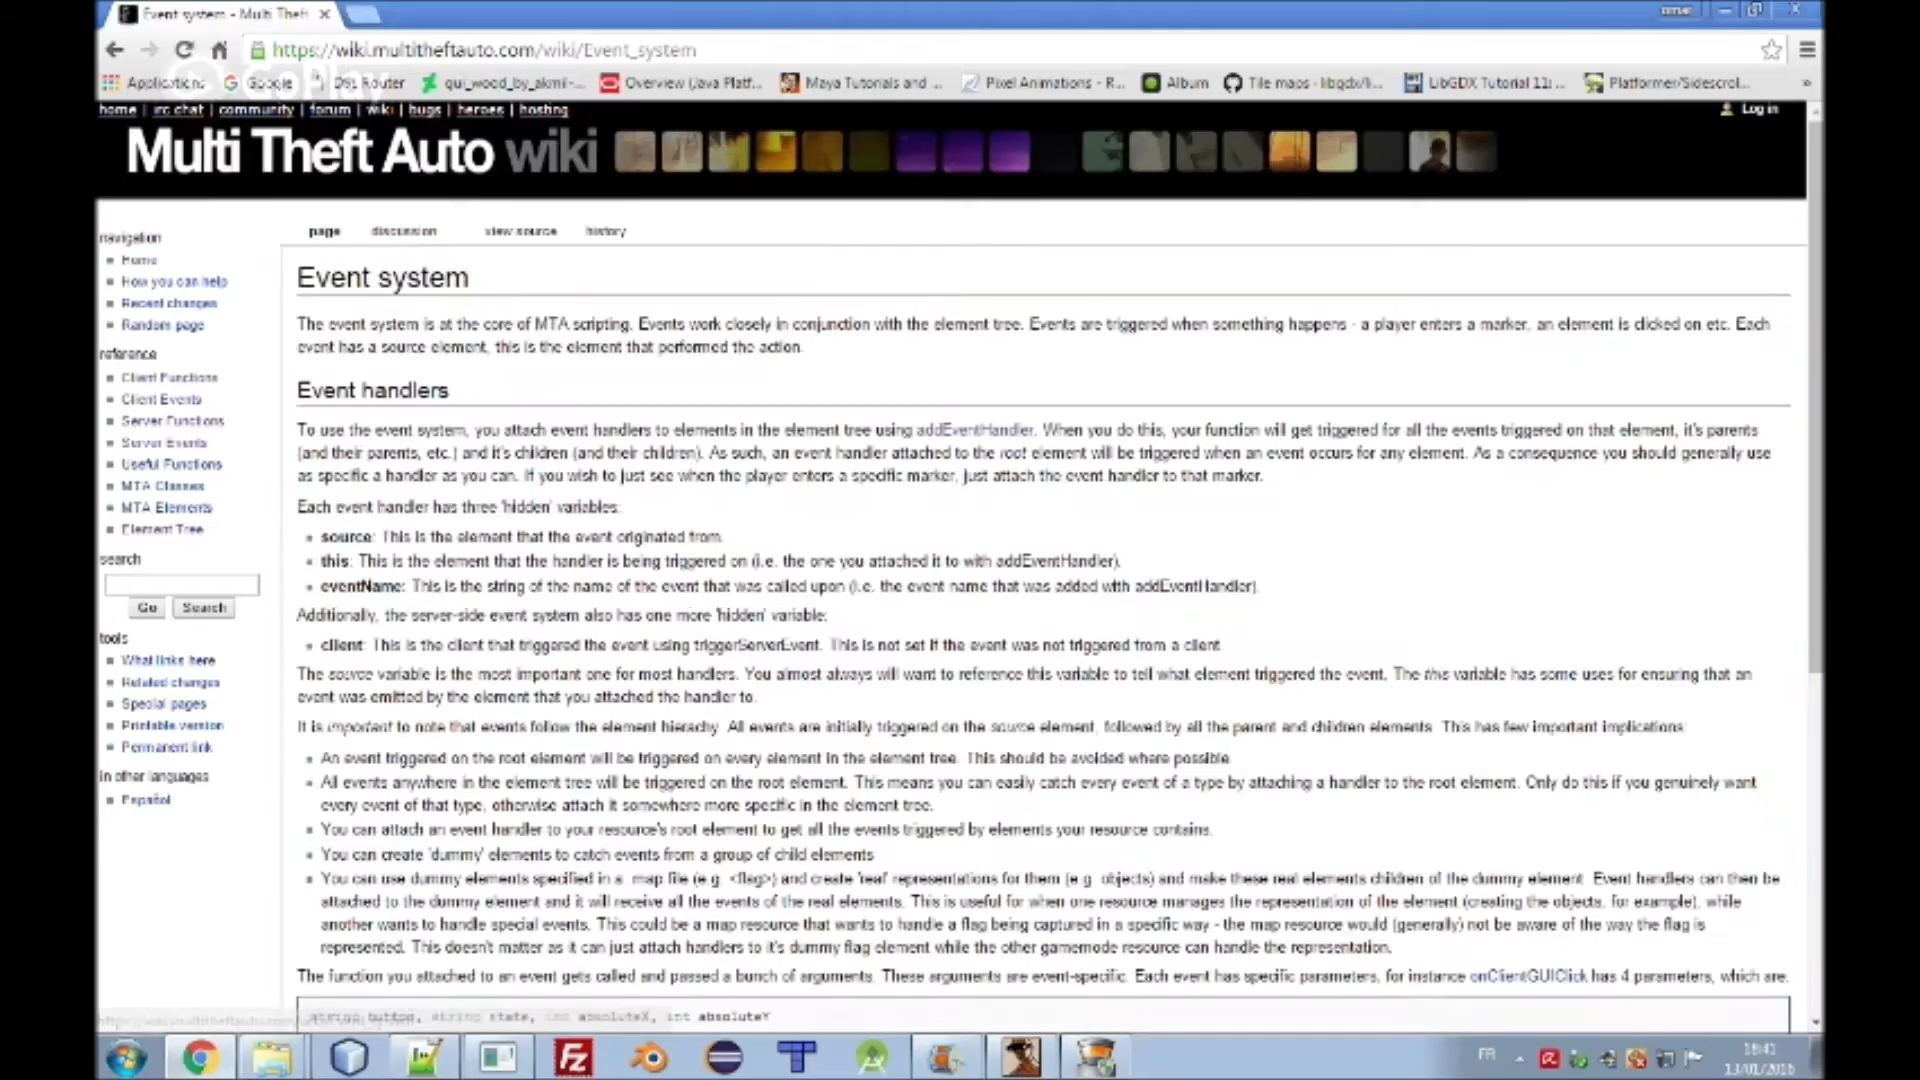 Event system - Multi Theft
omar
https://wiki.multitheftauto.com/wiki/Event_system
Applications Google DSL Router gui_wood_by_akmil-... Overview (Java Platf... Maya Tutorials and ... Pixel Animations - R... Album Tile maps · libgdx/li... LibGDX Tutorial 11: ... Platformer/Sidescrol... »
home | irc chat | community | forum | wiki | bugs | heroes | hosting
Log in
Multi Theft Auto wiki
page discussion view source history
navigation
Home
How you can help
Recent changes
Random page
reference
Client Functions
Client Events
Server Functions
Server Events
Useful Functions
MTA Classes
MTA Elements
Element Tree
search
Go Search
tools
What links here
Related changes
Special pages
Printable version
Permanent link
in other languages
Español
Event system
The event system is at the core of MTA scripting. Events work closely in conjunction with the element tree. Events are triggered when something happens - a player enters a marker, an element is clicked on etc. Each
event has a source element, this is the element that performed the action.
Event handlers
To use the event system, you attach event handlers to elements in the element tree using addEventHandler. When you do this, your function will get triggered for all the events triggered on that element, it's parents
(and their parents, etc.) and it's children (and their children). As such, an event handler attached to the root element will be triggered when an event occurs for any element. As a consequence you should generally use
as specific a handler as you can. If you wish to just see when the player enters a specific marker, just attach the event handler to that marker.
Each event handler has three 'hidden' variables:
source: This is the element that the event originated from.
this: This is the element that the handler is being triggered on (i.e. the one you attached it to with addEventHandler).
eventName: This is the string of the name of the event that was called upon (i.e. the event name that was added with addEventHandler).
Additionally, the server-side event system also has one more 'hidden' variable:
client: This is the client that triggered the event using triggerServerEvent. This is not set if the event was not triggered from a client.
The source variable is the most important one for most handlers. You almost always will want to reference this variable to tell what element triggered the event. The this variable has some uses for ensuring that an
event was emitted by the element that you attached the handler to.
It is important to note that events follow the element hierachy. All events are initially triggered on the source element, followed by all the parent and children elements. This has few important implications:
An event triggered on the root element will be triggered on every element in the element tree. This should be avoided where possible.
All events anywhere in the element tree will be triggered on the root element. This means you can easily catch every event of a type by attaching a handler to the root element. Only do this if you genuinely want
every event of that type, otherwise attach it somewhere more specific in the element tree.
You can attach an event handler to your resource's root element to get all the events triggered by elements your resource contains.
You can create 'dummy' elements to catch events from a group of child elements
You can use dummy elements specified in a .map file (e.g. <flag>) and create 'real' representations for them (e.g. objects) and make these real elements children of the dummy element. Event handlers can then be
attached to the dummy element and it will receive all the events of the real elements. This is useful for when one resource manages the representation of the element (creating the objects, for example), while
another wants to handle special events. This could be a map resource that wants to handle a flag being captured in a specific way - the map resource would (generally) not be aware of the way the flag is
represented. This doesn't matter as it can just attach handlers to it's dummy flag element while the other gamemode resource can handle the representation.
The function you attached to an event gets called and passed a bunch of arguments. These arguments are event-specific. Each event has specific parameters, for instance onClientGUIClick has 4 parameters, which are:
string button, string state, int absoluteX, int absoluteY
FR
18:41
13/01/2016